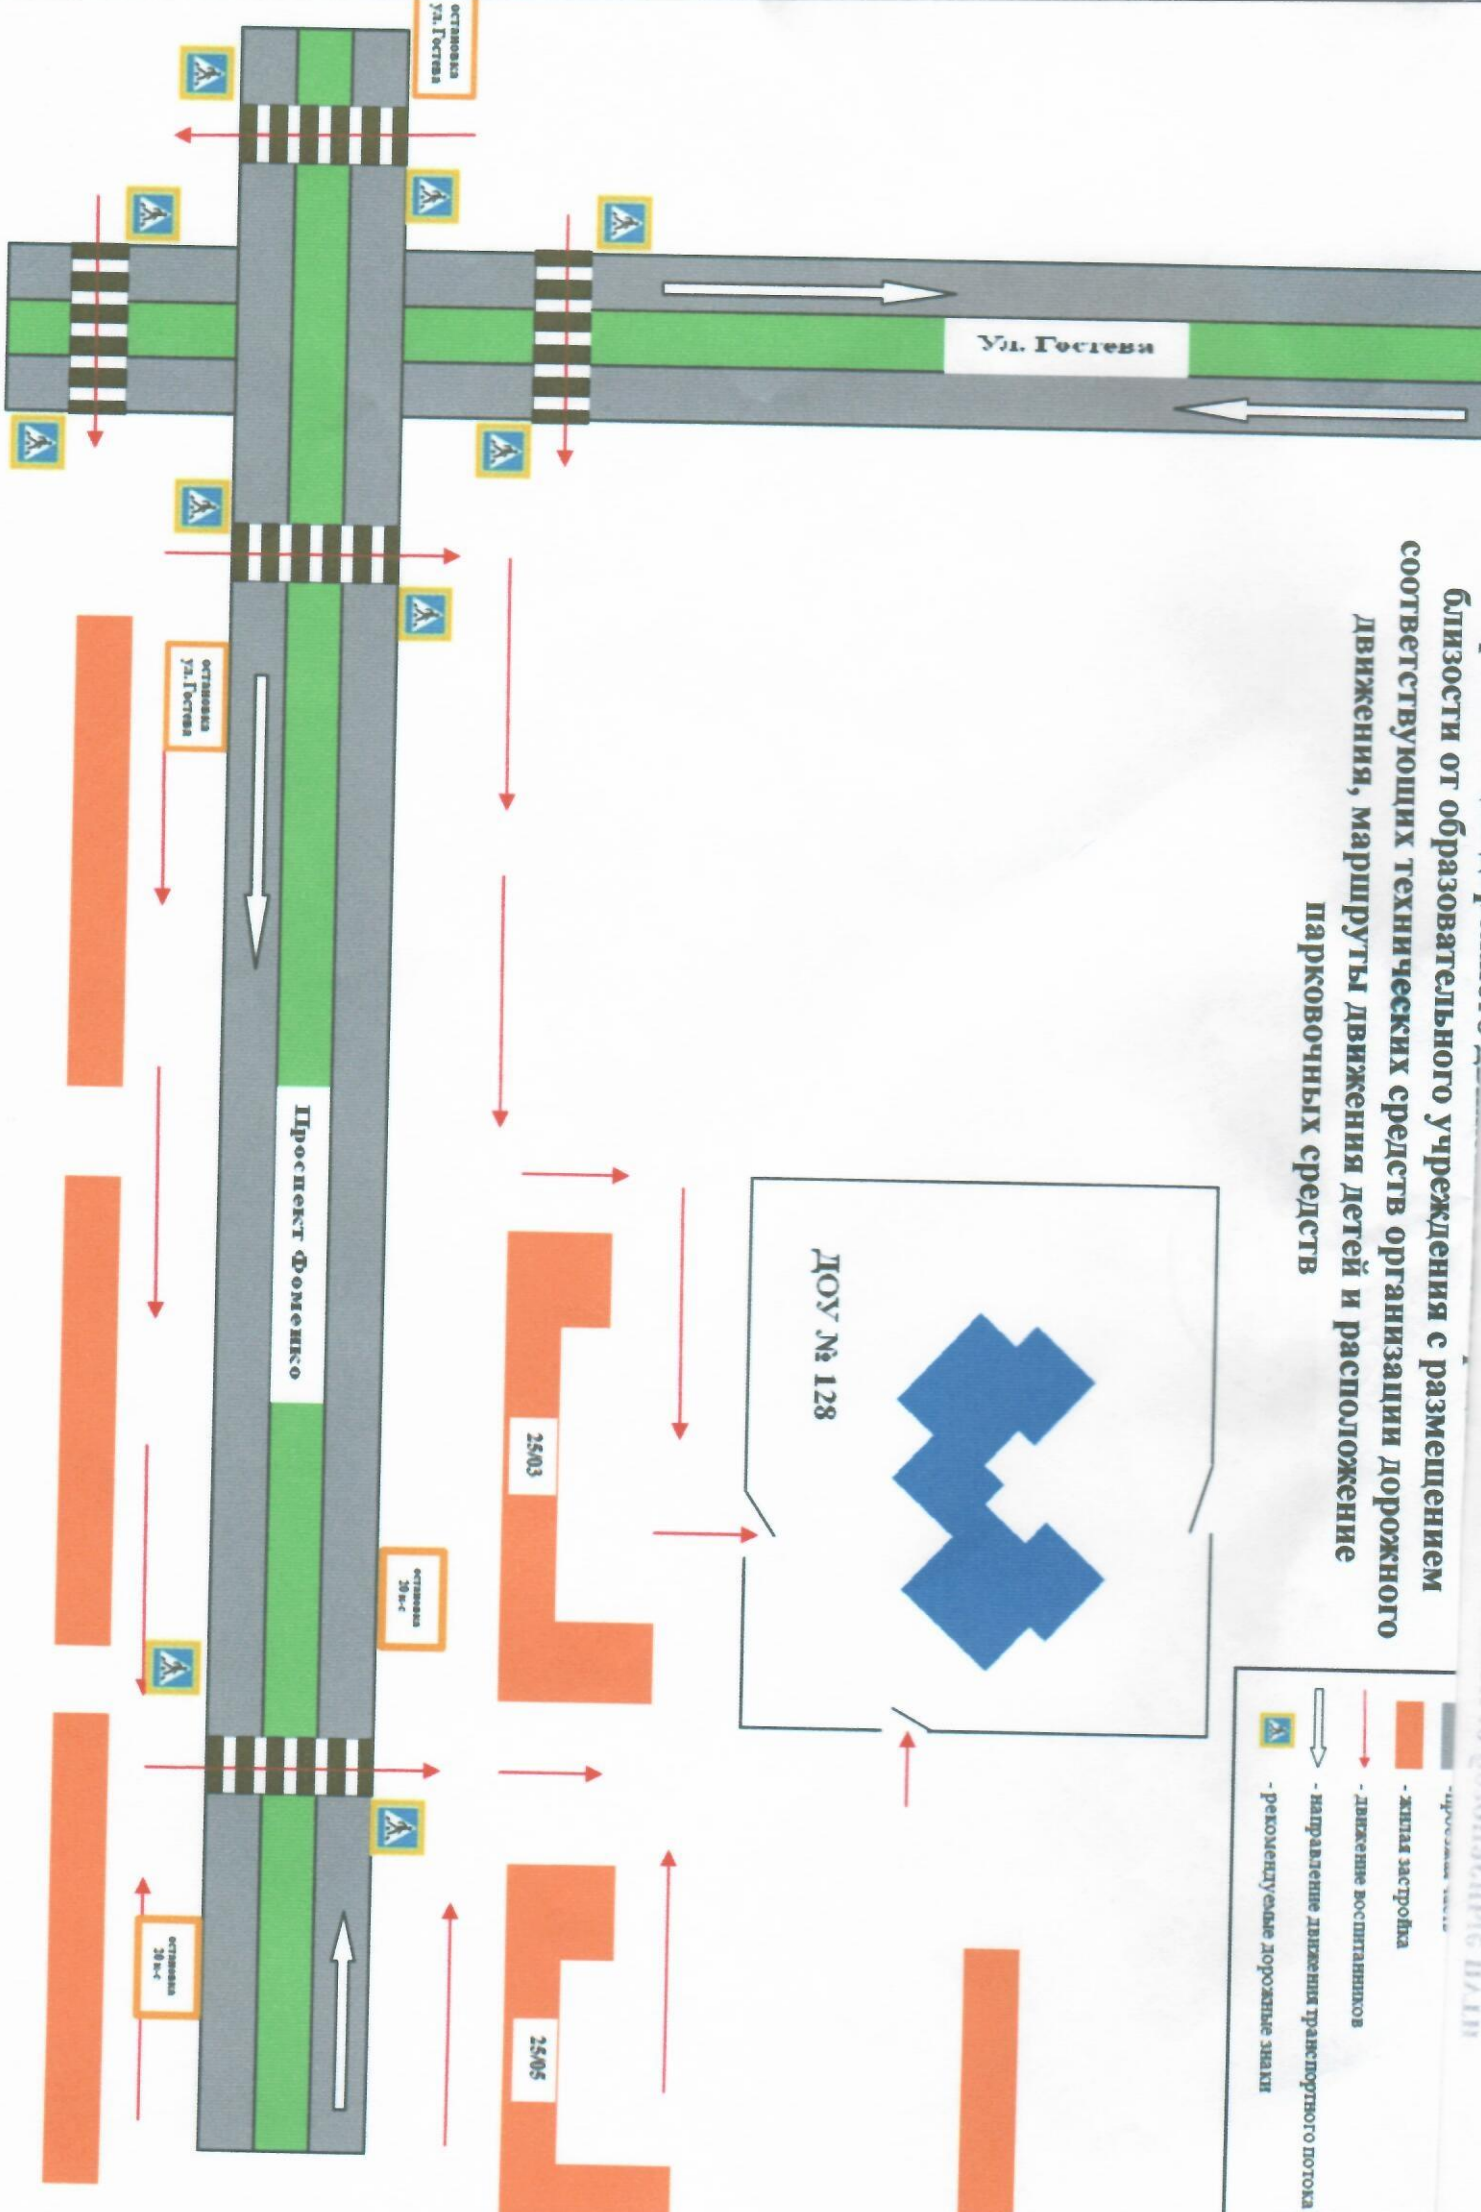 близости от образовательного учреждения с размещением
соответствующих технических средств организации дорожного
движения, маршруты движения детей и расположение
парковочных средств
- жилая застройка
- движение воспитанников
- направление движения транспортного потока
- рекомендуемые дорожные знаки
Ул. Гостева
остановка
ул. Гостева
ДОУ № 128
25/03
25/05
остановка
20 к-с
Проспект Фоменко
остановка
ул. Гостева
остановка
20 к-с